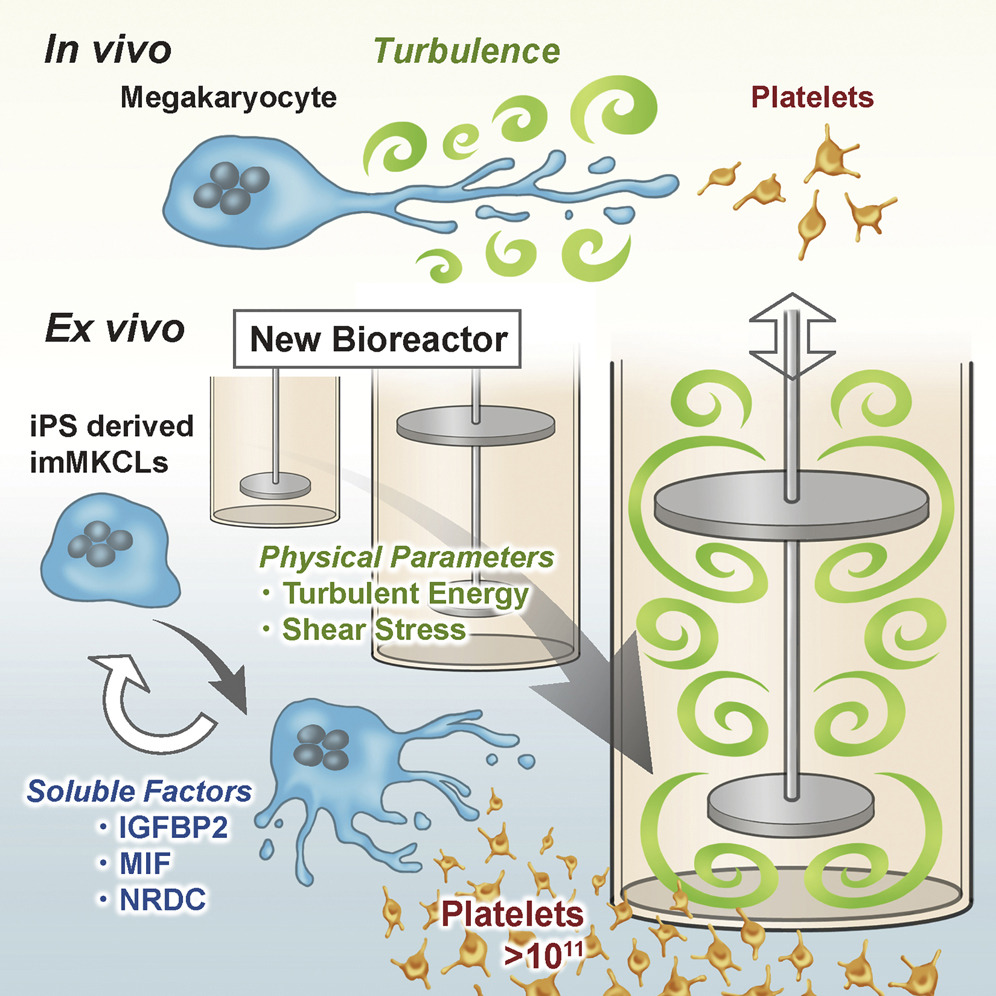 In vivo
Turbulence
Megakaryocyte
Platelets
Ex vivo
New Bioreactor
iPS derived
imMKCLs
Physical Parameters
・Turbulent Energy
・Shear Stress
Soluble Factors
・IGFBP2
・MIF
・NRDC
Platelets
>10¹¹